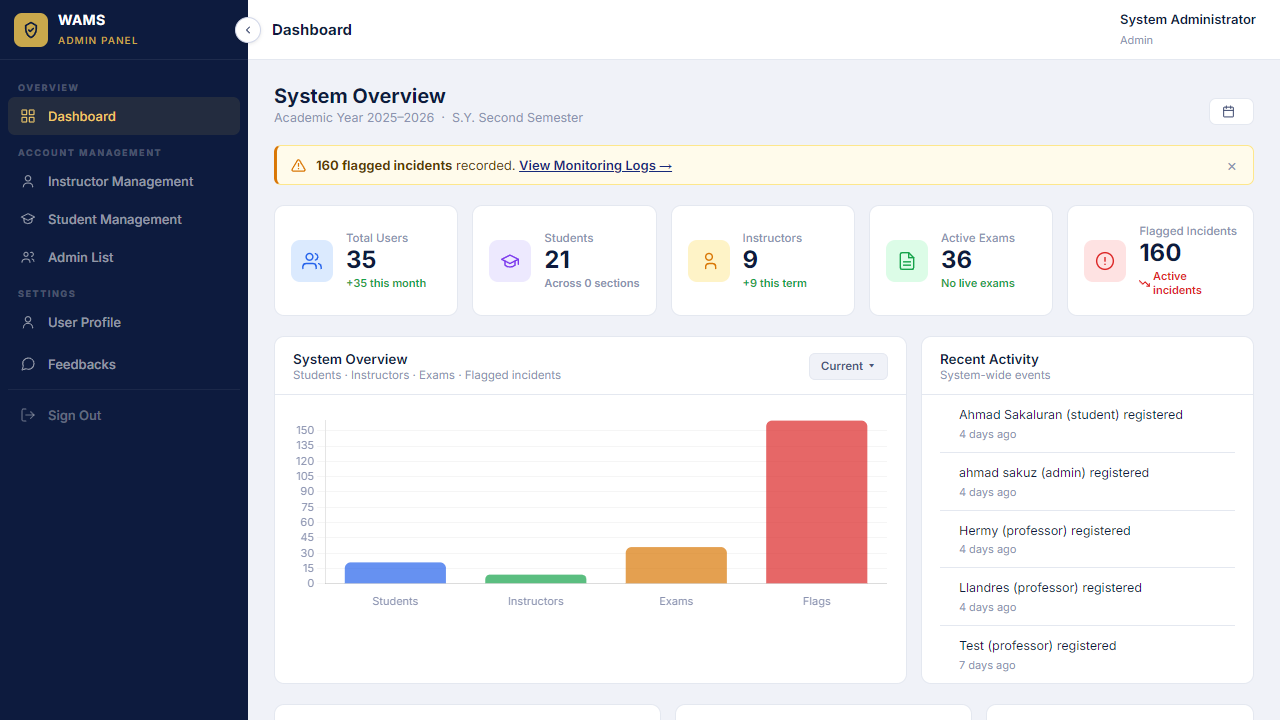 WAMS
ADMIN PANEL
OVERVIEW
Dashboard
ACCOUNT MANAGEMENT
Instructor Management
Student Management
Admin List
SETTINGS
User Profile
Feedbacks
Sign Out
Dashboard
System Administrator
Admin
System Overview
Academic Year 2025–2026 · S.Y. Second Semester
160 flagged incidents recorded. View Monitoring Logs →
Total Users
35
+35 this month
Students
21
Across 0 sections
Instructors
9
+9 this term
Active Exams
36
No live exams
Flagged Incidents
160
Active
incidents
System Overview
Students · Instructors · Exams · Flagged incidents
Current
150
135
120
105
90
75
60
45
30
15
0
Students
Instructors
Exams
Flags
Recent Activity
System-wide events
Ahmad Sakaluran (student) registered
4 days ago
ahmad sakuz (admin) registered
4 days ago
Hermy (professor) registered
4 days ago
Llandres (professor) registered
4 days ago
Test (professor) registered
7 days ago